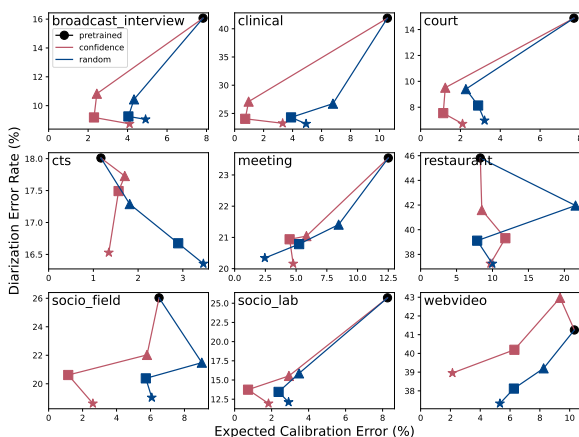 broadcast_interview
clinical
court
pretrained
confidence
random
16
14
12
10
0 2 4 6 8
40
35
30
25
0 2 4 6 8 10
14
12
10
8
0 2 4 6
cts
meeting
restaurant
18.0
17.5
17.0
16.5
0 1 2 3
23
22
21
20
0.0 2.5 5.0 7.5 10.0 12.5
46
44
42
40
38
0 5 10 15 20
socio_field
socio_lab
webvideo
26
24
22
20
0 2 4 6 8
25.0
22.5
20.0
17.5
15.0
12.5
0 2 4 6 8
43
42
41
40
39
38
0 2 4 6 8 10
Diarization Error Rate (%)
Expected Calibration Error (%)